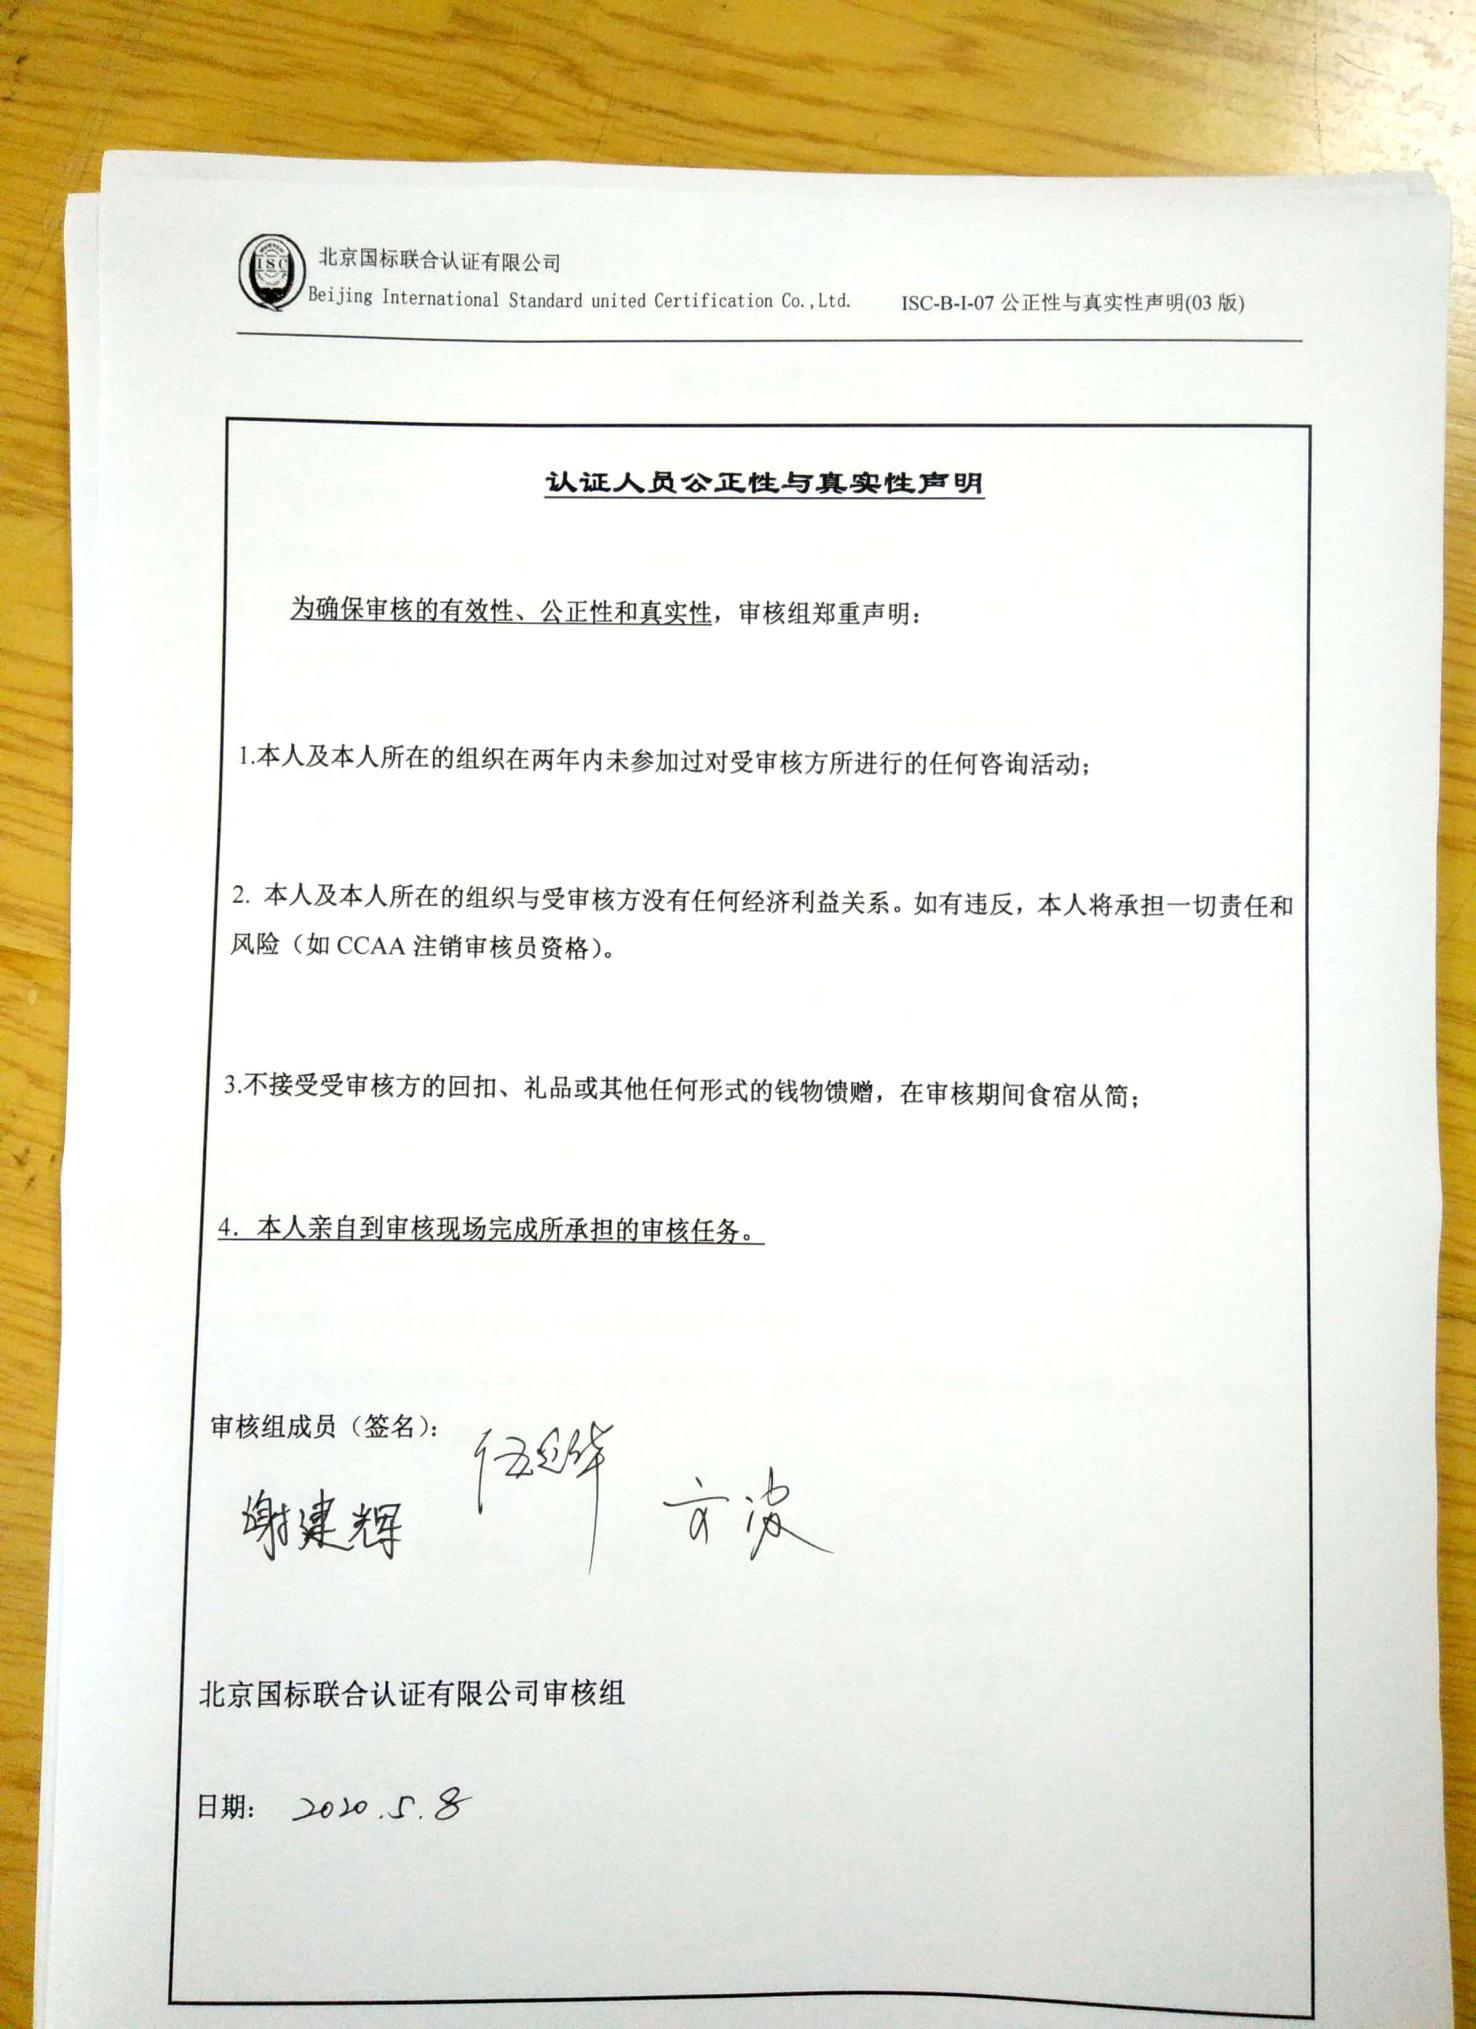 ISC
北京国标联合认证有限公司
Beijing International Standard united Certification Co.,Ltd. ISC-B-I-07 公正性与真实性声明(03 版)
认证人员公正性与真实性声明
为确保审核的有效性、公正性和真实性，审核组郑重声明：
1.本人及本人所在的组织在两年内未参加过对受审核方所进行的任何咨询活动；
2. 本人及本人所在的组织与受审核方没有任何经济利益关系。如有违反，本人将承担一切责任和
风险（如 CCAA 注销审核员资格）。
3.不接受受审核方的回扣、礼品或其他任何形式的钱物馈赠，在审核期间食宿从简；
4. 本人亲自到审核现场完成所承担的审核任务。
审核组成员（签名）：
谢建辉 文波
北京国标联合认证有限公司审核组
日期： 2020.5.8